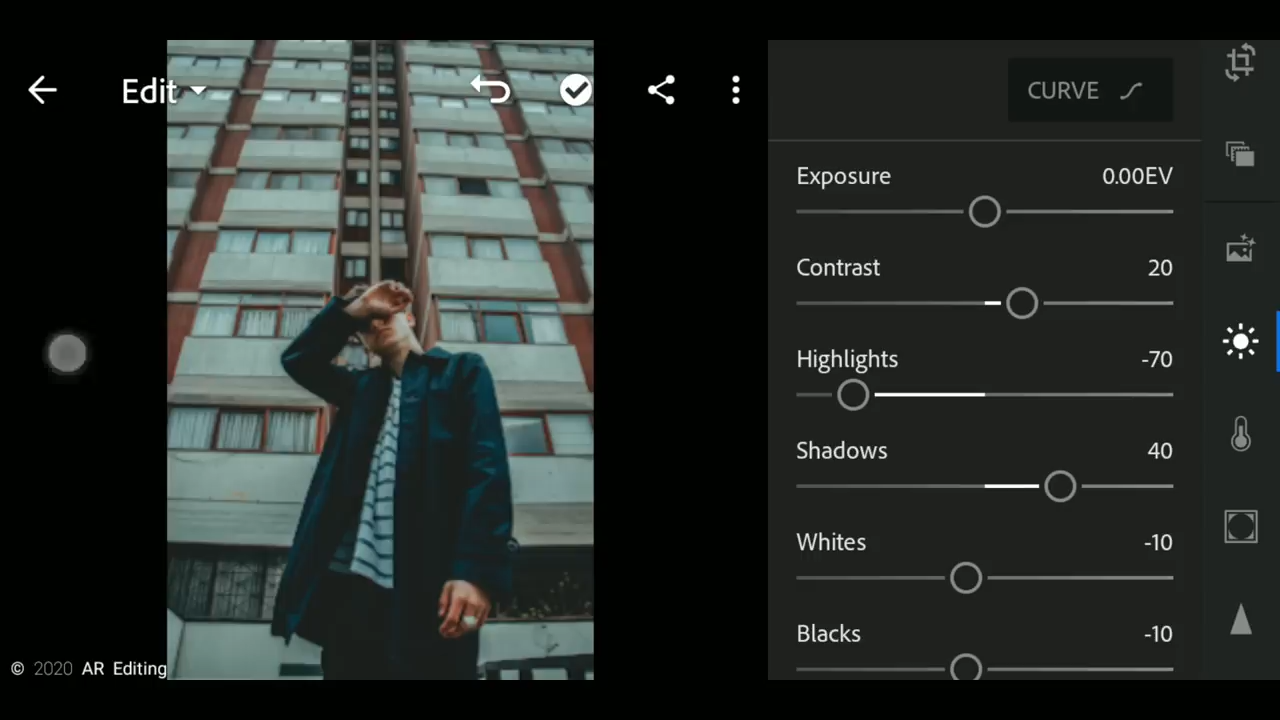 Edit
CURVE
Exposure 0.00EV
Contrast 20
Highlights -70
Shadows 40
Whites -10
Blacks -10
© 2020 AR Editing